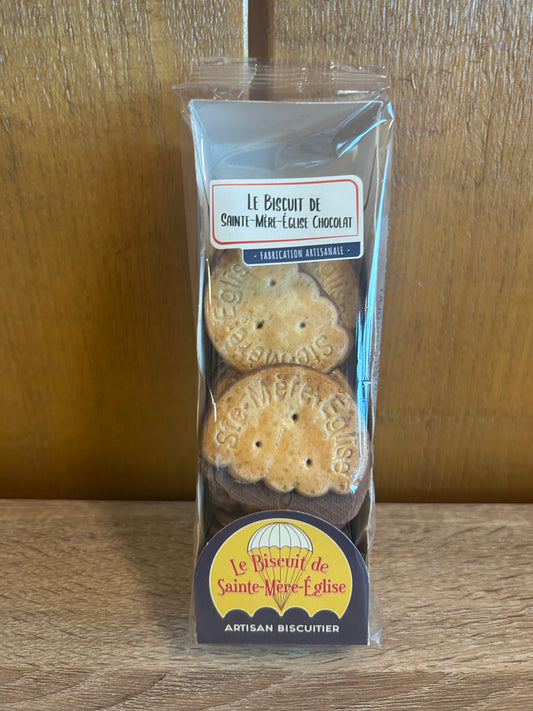 LE BISCUIT DE
SAINTE-MÈRE-ÉGLISE CHOCOLAT
- FABRICATION ARTISANALE -
Ste-Mère-Église
Ste-Mère-Église
Le Biscuit de
Sainte-Mère-Église
ARTISAN BISCUITIER